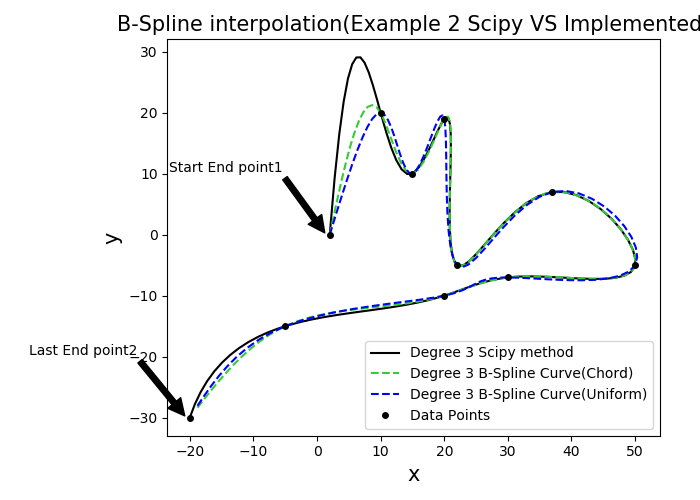 B-Spline interpolation(Example 2 Scipy VS Implemented
30
20
10
0
−10
−20
−30
y
Start End point1
Last End point2
Degree 3 Scipy method
Degree 3 B-Spline Curve(Chord)
Degree 3 B-Spline Curve(Uniform)
Data Points
−20 −10 0 10 20 30 40 50
x